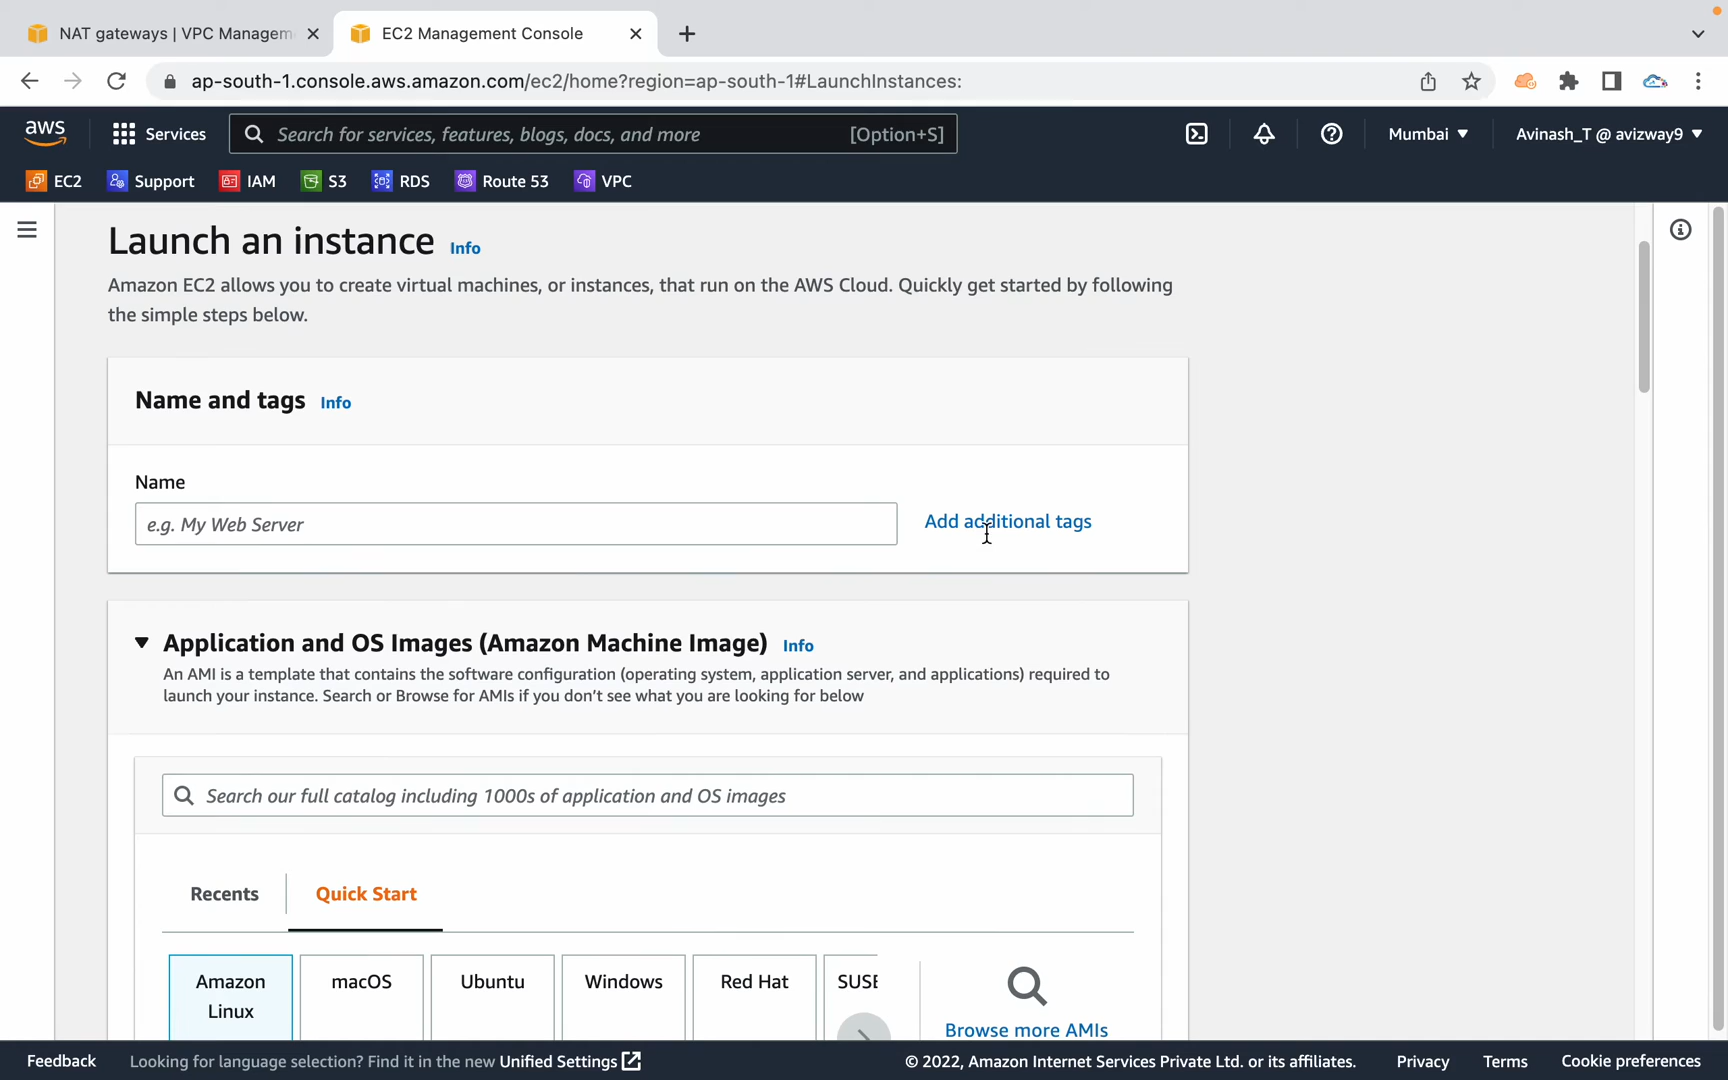 NAT gateways | VPC Managem
EC2 Management Console
ap-south-1.console.aws.amazon.com/ec2/home?region=ap-south-1#LaunchInstances:
aws
Services
Search for services, features, blogs, docs, and more
[Option+S]
Mumbai
Avinash_T @ avizway9
EC2
Support
IAM
S3
RDS
Route 53
VPC
Launch an instance Info
Amazon EC2 allows you to create virtual machines, or instances, that run on the AWS Cloud. Quickly get started by following
the simple steps below.
Name and tags Info
Name
e.g. My Web Server
Add additional tags
Application and OS Images (Amazon Machine Image) Info
An AMI is a template that contains the software configuration (operating system, application server, and applications) required to
launch your instance. Search or Browse for AMIs if you don't see what you are looking for below
Search our full catalog including 1000s of application and OS images
Recents
Quick Start
Amazon
Linux
macOS
Ubuntu
Windows
Red Hat
SUSE
Browse more AMIs
Feedback
Looking for language selection? Find it in the new Unified Settings
© 2022, Amazon Internet Services Private Ltd. or its affiliates.
Privacy
Terms
Cookie preferences